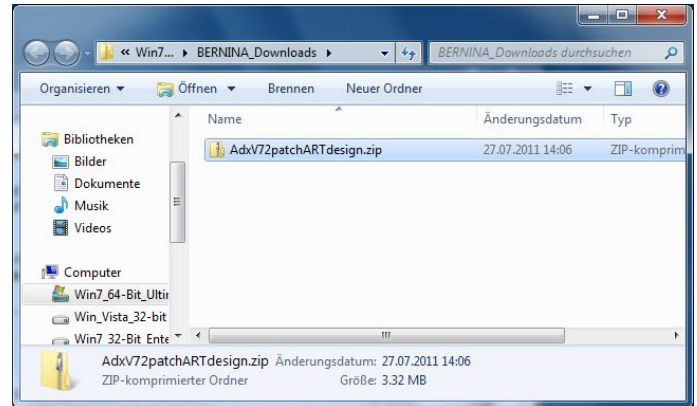 « Win7... ▸ BERNINA_Downloads ▸ BERNINA_Downloads durchsuchen
Organisieren Öffnen Brennen Neuer Ordner
Name Änderungsdatum Typ
AdxV72patchARTdesign.zip 27.07.2011 14:06 ZIP-komprim
Bibliotheken
Bilder
Dokumente
Musik
Videos
Computer
Win7_64-Bit_Ultir
Win_Vista_32-bit
Win7 32-Bit Ente
AdxV72patchARTdesign.zip Änderungsdatum: 27.07.2011 14:06
ZIP-komprimierter Ordner Größe: 3.32 MB